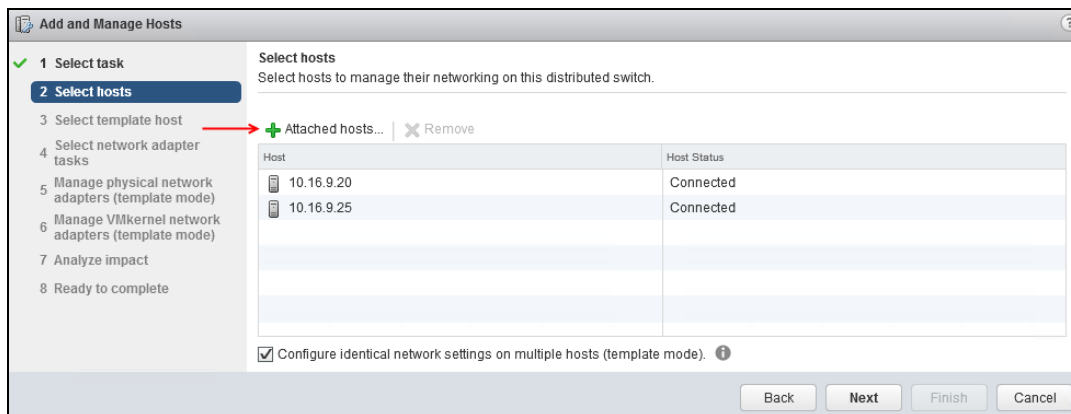 Add and Manage Hosts
?
1 Select task
2 Select hosts
3 Select template host
4 Select network adapter
tasks
5 Manage physical network
adapters (template mode)
6 Manage VMkernel network
adapters (template mode)
7 Analyze impact
8 Ready to complete
Select hosts
Select hosts to manage their networking on this distributed switch.
Attached hosts... Remove
Host Host Status
10.16.9.20 Connected
10.16.9.25 Connected
Configure identical network settings on multiple hosts (template mode).
Back Next Finish Cancel